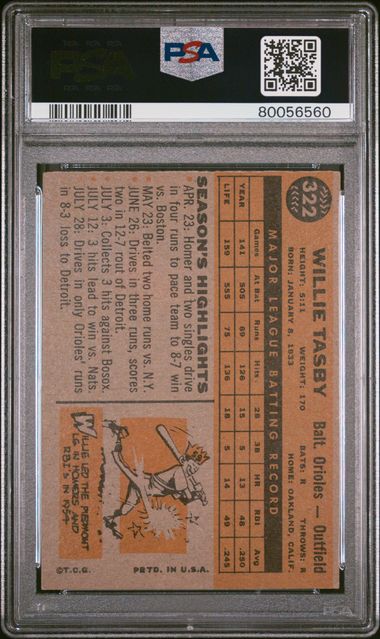 PSA
80056560
322
WILLIE TASBY Balt. Orioles — Outfield
HEIGHT: 5:11 WEIGHT: 170 BATS: R THROWS: R
BORN: JANUARY 8, 1933 HOME: OAKLAND, CALIF.
MAJOR LEAGUE BATTING RECORD
Games At Bat Runs Hits 2B 3B HR RBI Avg
YEAR 141 505 69 126 16 5 13 48 .250
LIFE 159 555 75 136 18 5 14 49 .245
SEASON'S HIGHLIGHTS
APR. 23: Homer and two singles drive
in four runs to pace team to 8-7 win
vs. Boston.
MAY 23: Belted two home runs vs. N.Y.
JUNE 26: Drives in three runs, scores
two in 12-7 rout of Detroit.
JULY 3: Collects 3 hits against Bosox.
JULY 12: 3 hits lead to win vs. Nats.
JULY 28: Drives in only Orioles' runs
in 8-3 loss to Detroit.
WILLIE LED THE PIEDMONT
LG. IN HOMERS AND
RBI'S IN 1954.
©T.C.G. PRTD. IN U.S.A.